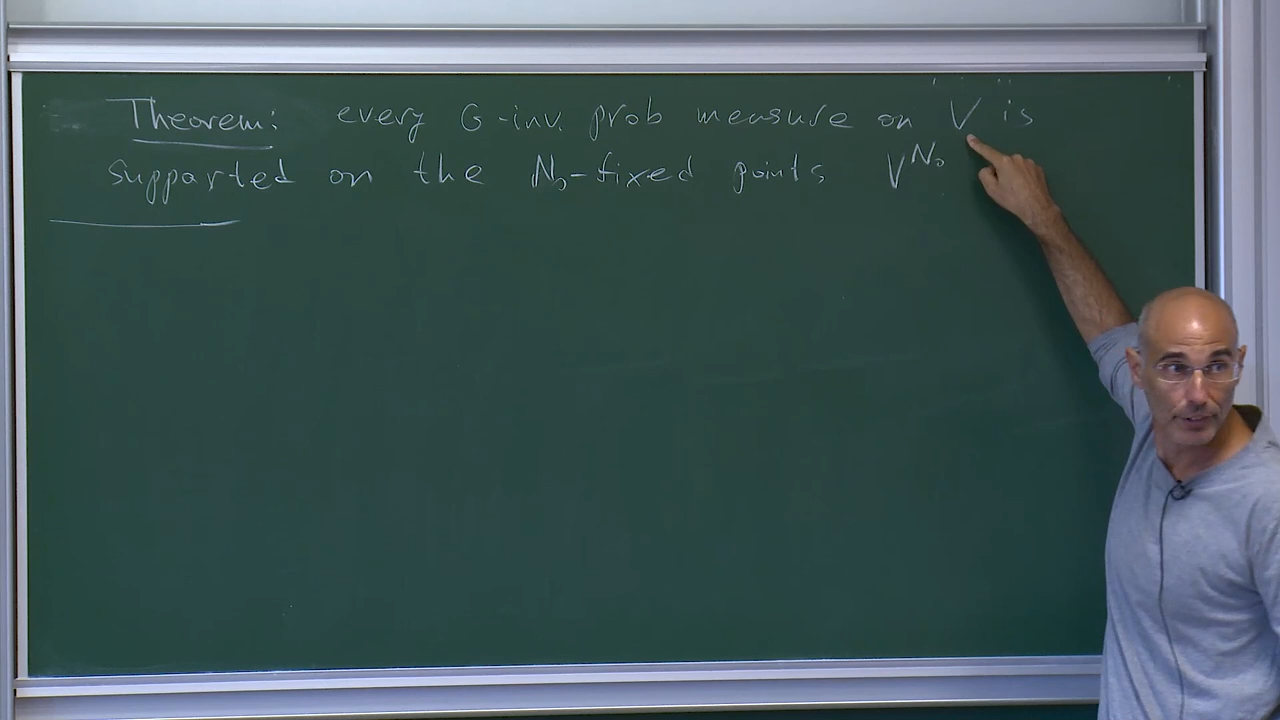 Theorem: every G-inv. prob measure on V is
supported on the N₀-fixed points V^N₀